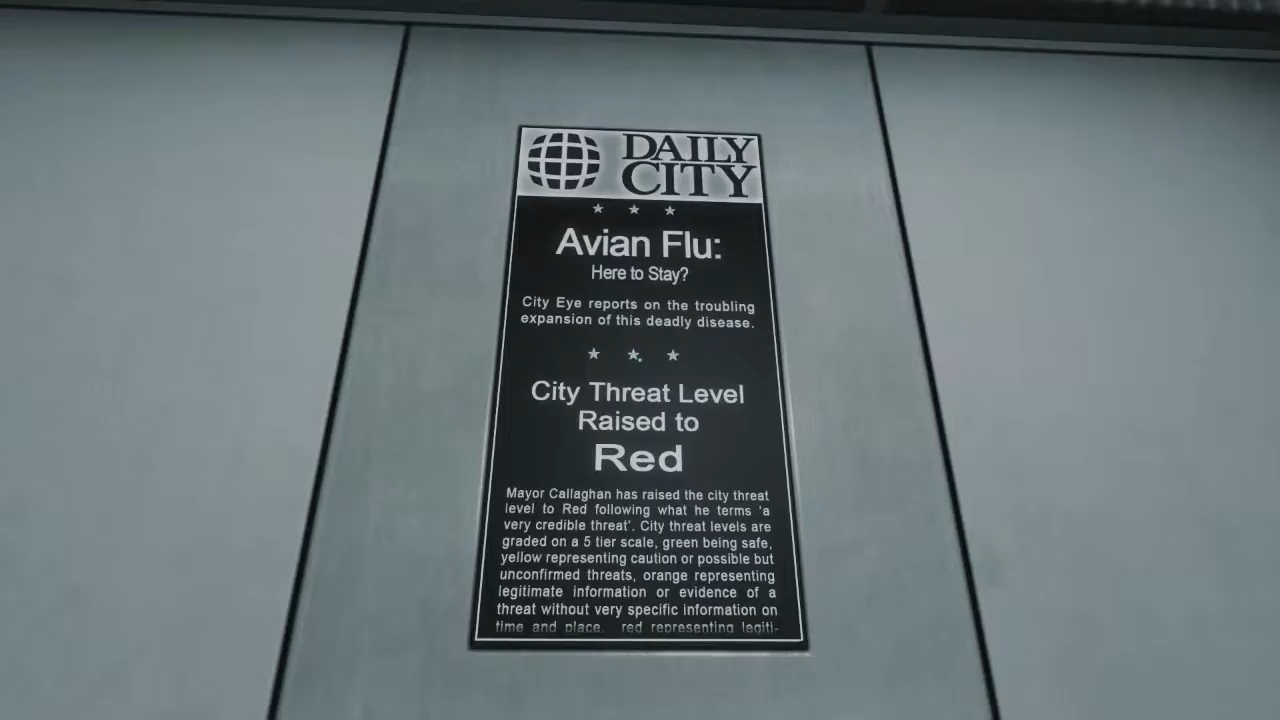 DAILY
CITY
Avian Flu:
Here to Stay?
City Eye reports on the troubling
expansion of this deadly disease.
City Threat Level
Raised to
Red
Mayor Callaghan has raised the city threat
level to Red following what he terms 'a
very credible threat'. City threat levels are
graded on a 5 tier scale, green being safe,
yellow representing caution or possible but
unconfirmed threats, orange representing
legitimate information or evidence of a
threat without very specific information on
time and place, red representing legiti-